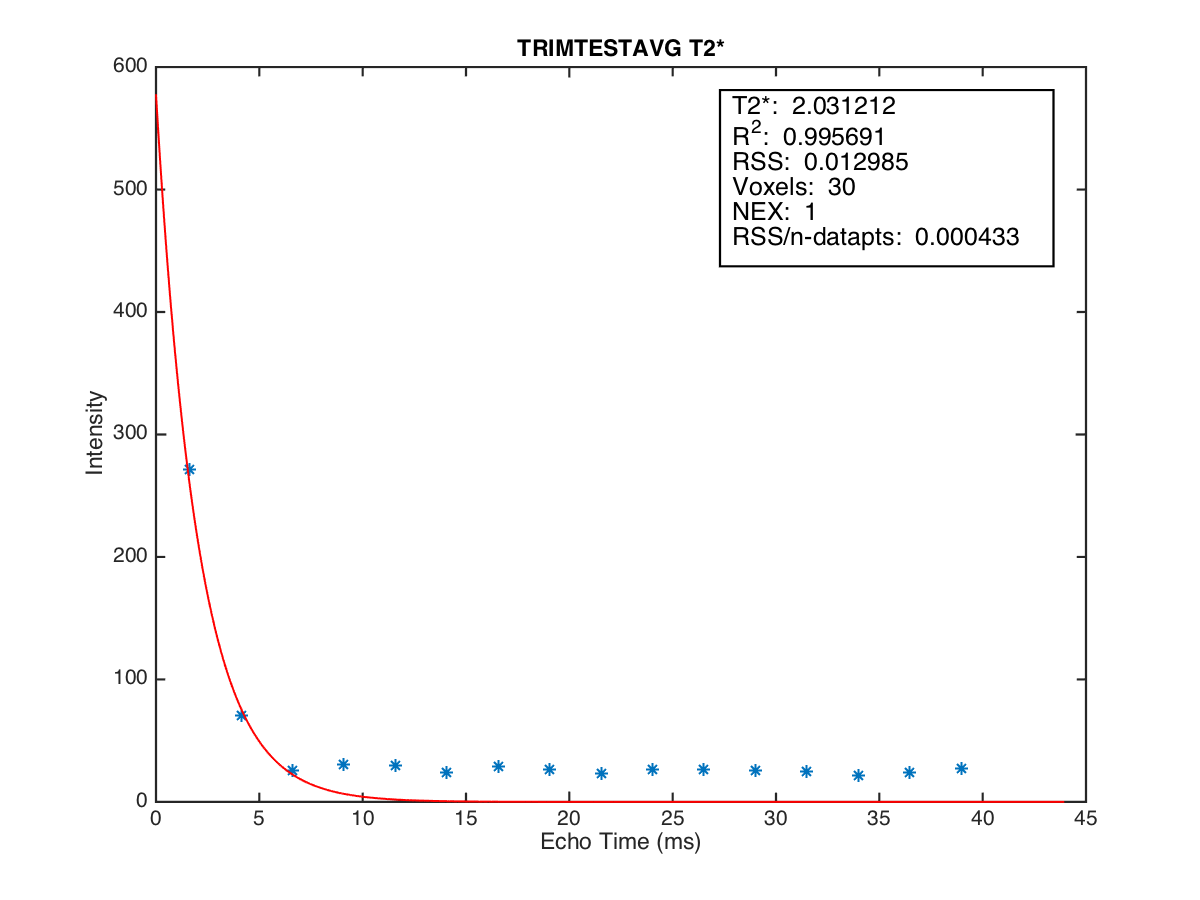 TRIMTESTAVG T2*
600
500
400
300
200
100
0
Intensity
T2*: 2.031212
R²: 0.995691
RSS: 0.012985
Voxels: 30
NEX: 1
RSS/n-datapts: 0.000433
0 5 10 15 20 25 30 35 40 45
Echo Time (ms)